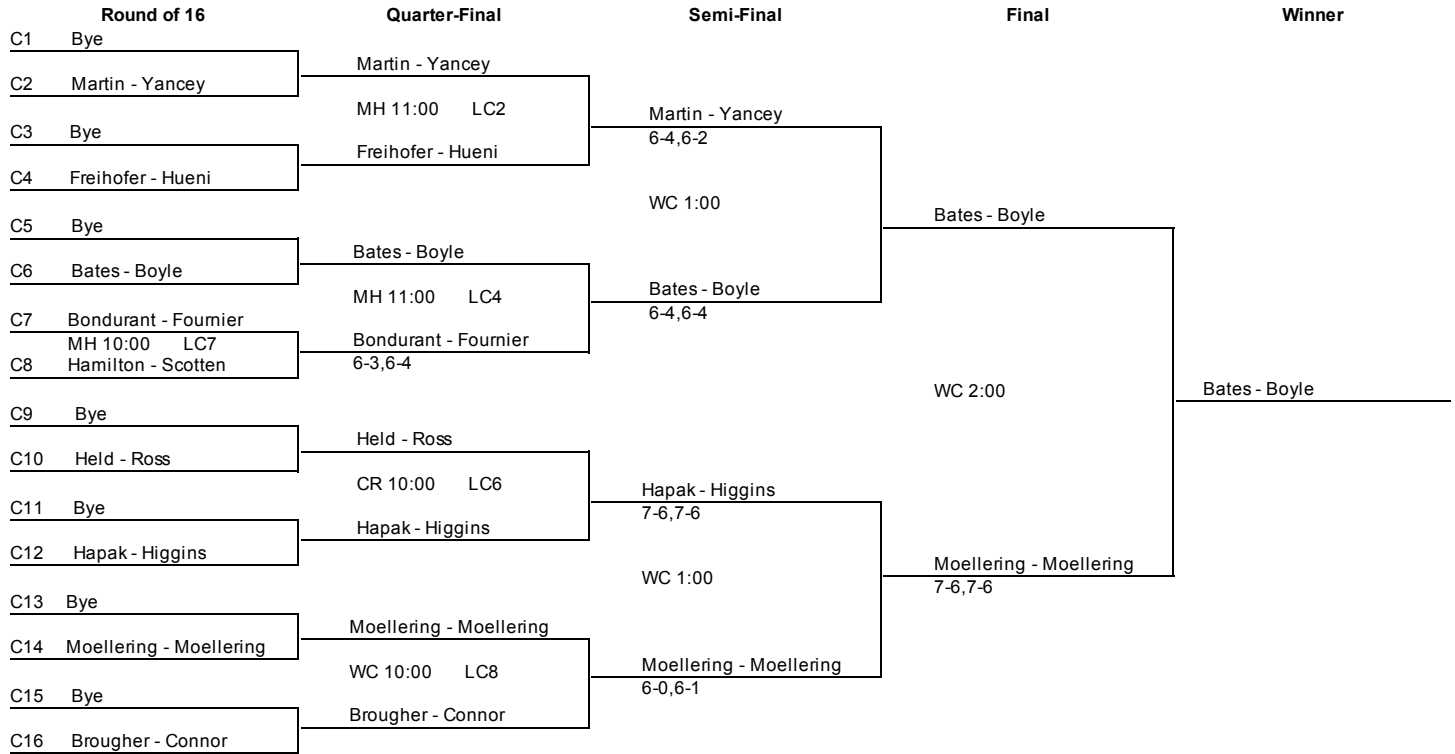 Round of 16 Quarter-Final Semi-Final Final Winner
C1 Bye
Martin - Yancey
C2 Martin - Yancey
MH 11:00 LC2
Martin - Yancey
6-4,6-2
C3 Bye
Freihofer - Hueni
C4 Freihofer - Hueni
WC 1:00
Bates - Boyle
C5 Bye
Bates - Boyle
C6 Bates - Boyle
MH 11:00 LC4
Bates - Boyle
6-4,6-4
C7 Bondurant - Fournier
MH 10:00 LC7
Bondurant - Fournier
C8 Hamilton - Scotten
6-3,6-4
WC 2:00
Bates - Boyle
C9 Bye
Held - Ross
C10 Held - Ross
CR 10:00 LC6
Hapak - Higgins
7-6,7-6
C11 Bye
Hapak - Higgins
C12 Hapak - Higgins
WC 1:00
Moellering - Moellering
7-6,7-6
C13 Bye
Moellering - Moellering
C14 Moellering - Moellering
WC 10:00 LC8
Moellering - Moellering
6-0,6-1
C15 Bye
Brougher - Connor
C16 Brougher - Connor